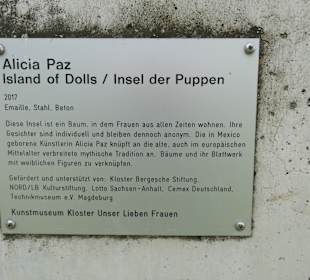 Alicia Paz
Island of Dolls / Insel der Puppen
2017
Emaille, Stahl, Beton
Diese Insel ist ein Baum, in dem Frauen aus allen Zeiten wohnen. Ihre
Gesichter sind individuell und bleiben dennoch anonym. Die in Mexico
geborene Künstlerin Alicia Paz knüpft an die alte, auch im europäischen
Mittelalter verbreitete mythische Tradition an, Bäume und ihr Blattwerk
mit weiblichen Figuren zu verknüpfen.
Gefördert und unterstützt von: Kloster Bergesche Stiftung,
NORD/LB Kulturstiftung, Lotto Sachsen-Anhalt, Cemex Deutschland,
Technikmuseum e.V. Magdeburg
Kunstmuseum Kloster Unser Lieben Frauen